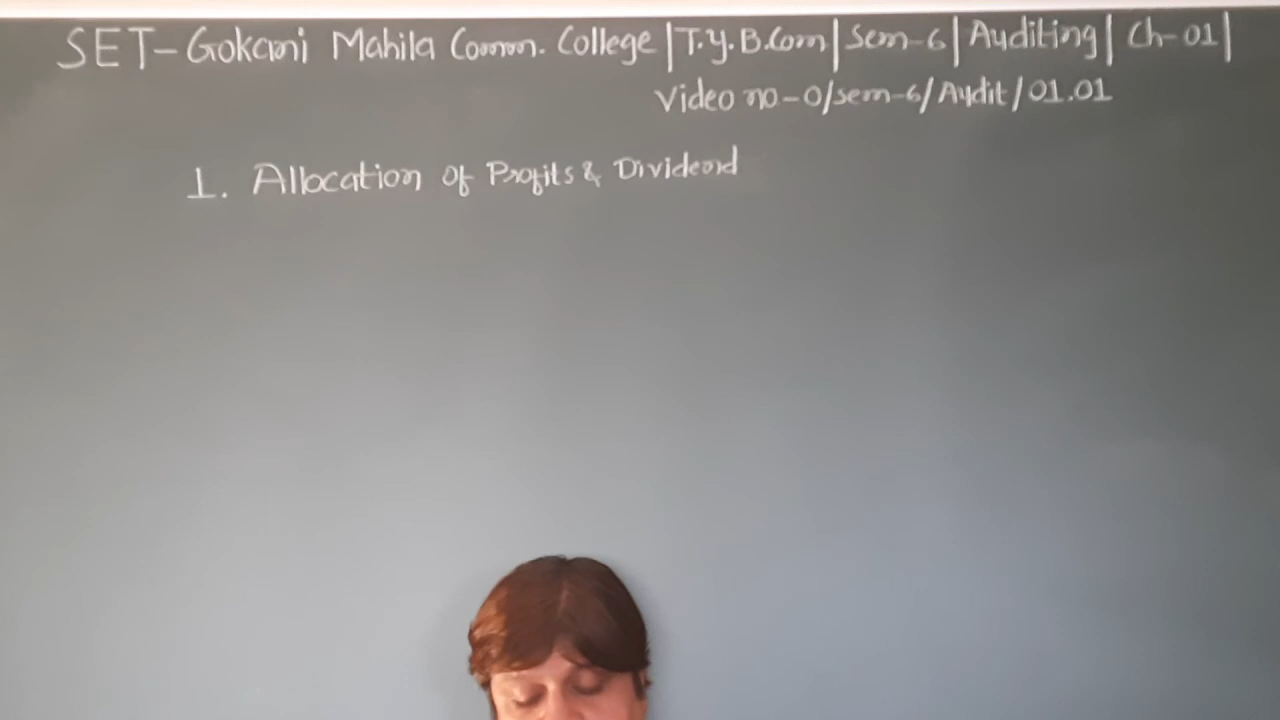 SET-Gokani Mahila Comm. College | T.Y.B.Com | Sem-6 | Auditing | Ch-01 |
Video no-0/sem-6/Audit/01.01
1. Allocation of Profits & Dividend